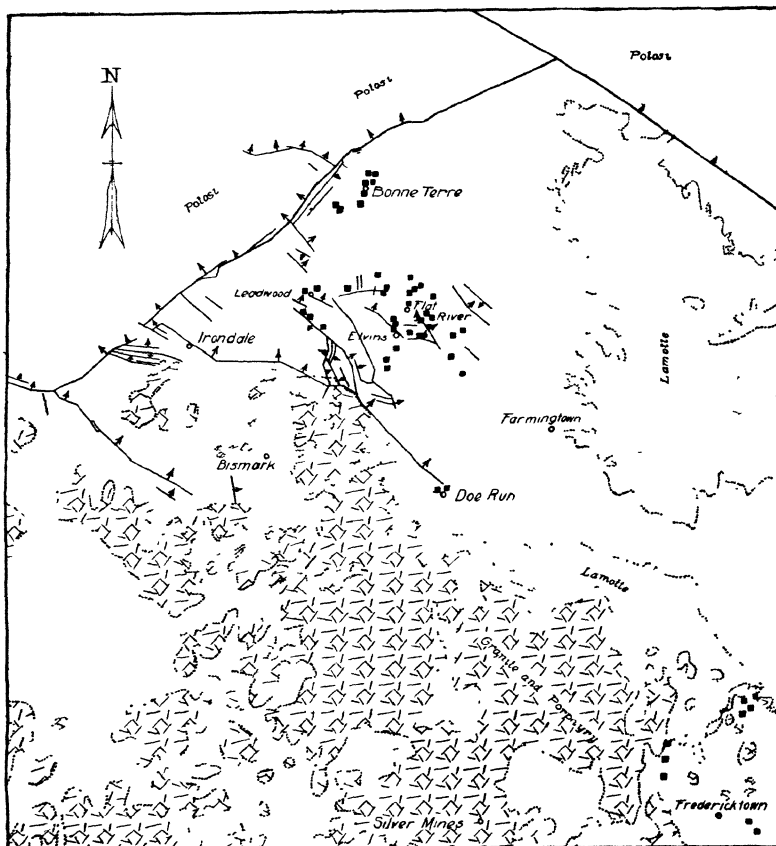 N
Potosi
Potosi
Potosi
Bonne Terre
Leadwood
Flat
River
Elvins
Irondale
Lamotte
Farmingtown
Bismark
Doe Run
Lamotte
Granite and Porphyry
Fredericktown
Silver Mines